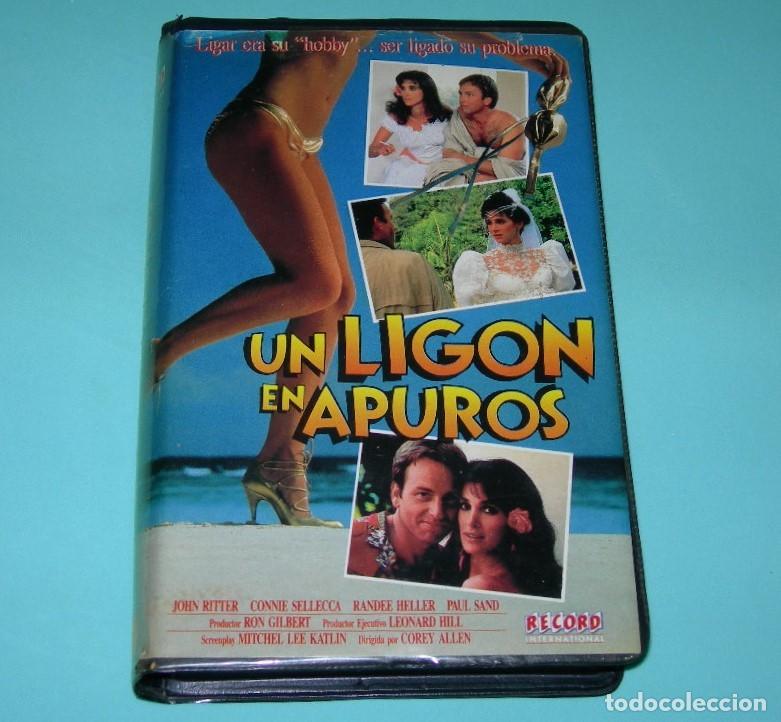 Ligar era su "hobby"... ser ligado su problema.
UN LIGON
EN APUROS
JOHN RITTER CONNIE SELLECCA RANDEE HELLER PAUL SAND
Productor RON GILBERT Productor Ejecutivo LEONARD HILL
Screenplay MITCHEL LEE KATLIN Dirigida por COREY ALLEN
RECORD
INTERNATIONAL
todocoleccion